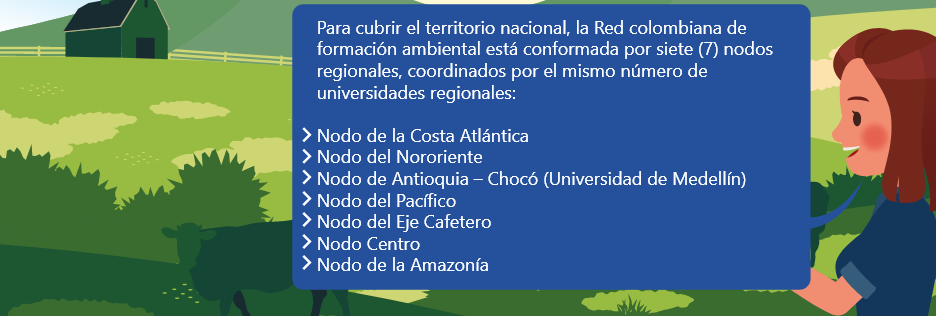 Para cubrir el territorio nacional, la Red colombiana de
formación ambiental está conformada por siete (7) nodos
regionales, coordinados por el mismo número de
universidades regionales:
Nodo de la Costa Atlántica
Nodo del Nororiente
Nodo de Antioquia – Chocó (Universidad de Medellín)
Nodo del Pacífico
Nodo del Eje Cafetero
Nodo Centro
Nodo de la Amazonía